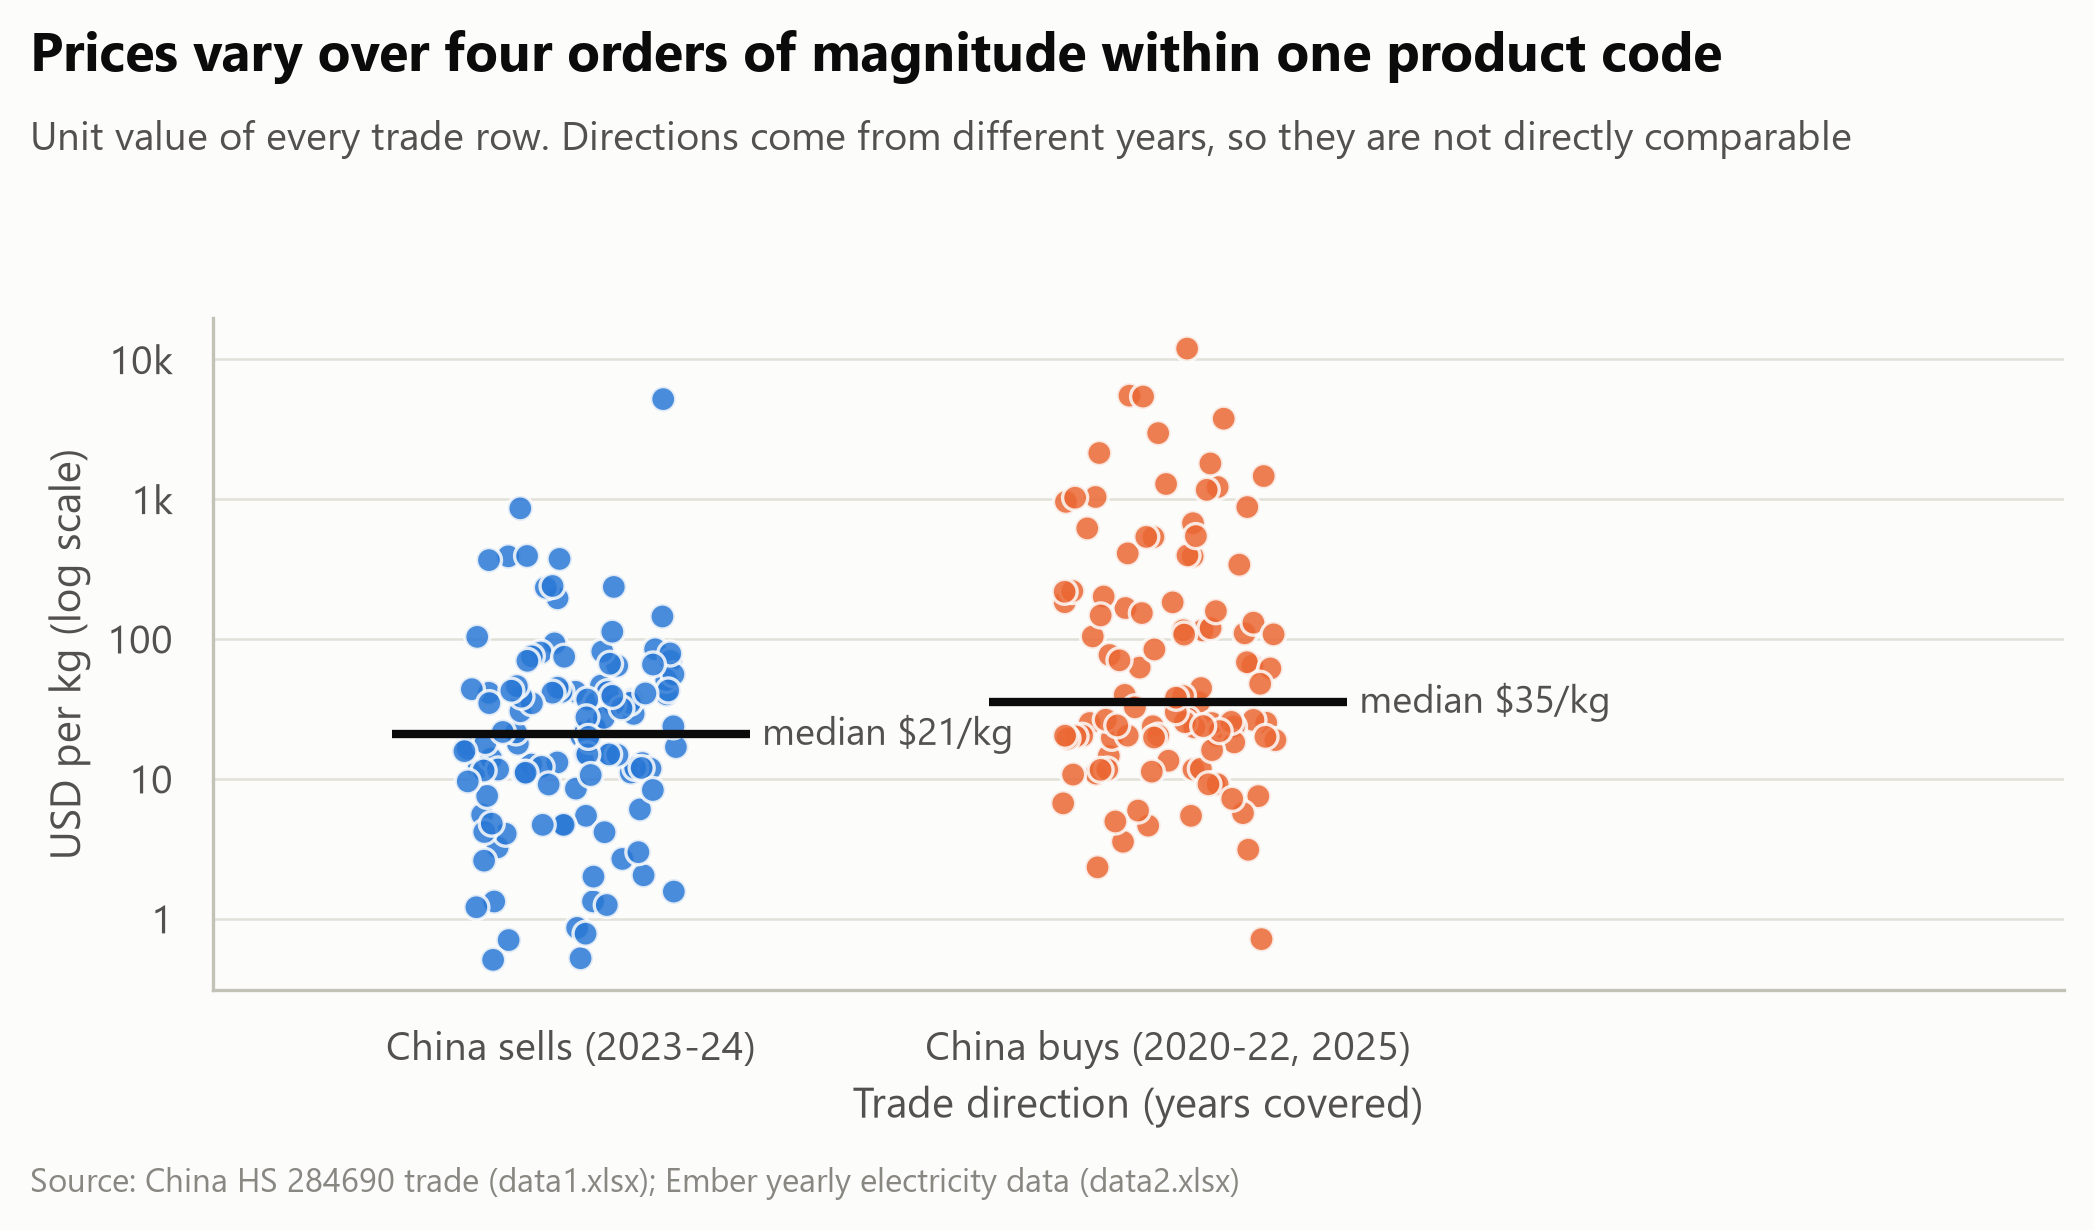 Prices vary over four orders of magnitude within one product code
Unit value of every trade row. Directions come from different years, so they are not directly comparable
USD per kg (log scale)
10k
1k
100
10
1
median $21/kg
median $35/kg
China sells (2023-24)
China buys (2020-22, 2025)
Trade direction (years covered)
Source: China HS 284690 trade (data1.xlsx); Ember yearly electricity data (data2.xlsx)